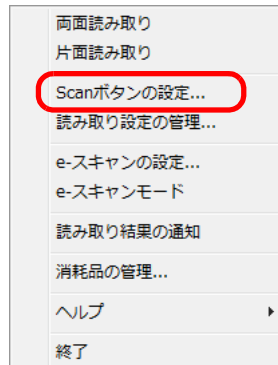 両面読み取り
片面読み取り
Scanボタンの設定...
読み取り設定の管理...
e-スキャンの設定...
e-スキャンモード
読み取り結果の通知
消耗品の管理...
ヘルプ
終了